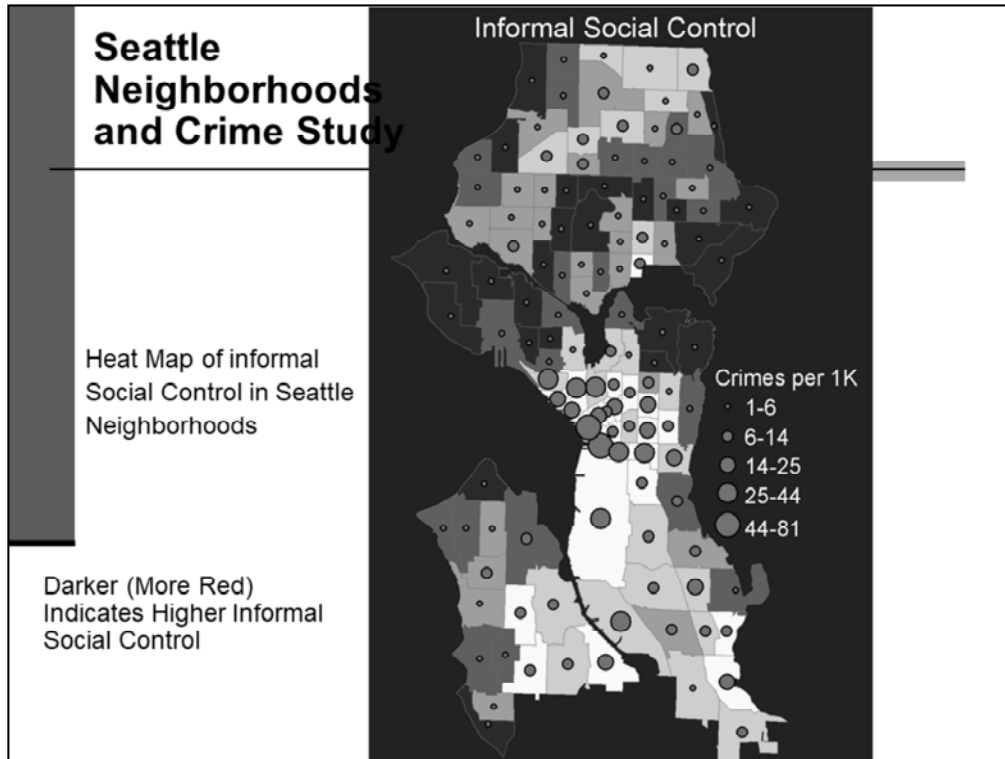 Seattle
Neighborhoods
and Crime Study
Informal Social Control
Heat Map of informal
Social Control in Seattle
Neighborhoods
Crimes per 1K
1-6
6-14
14-25
25-44
44-81
Darker (More Red)
Indicates Higher Informal
Social Control